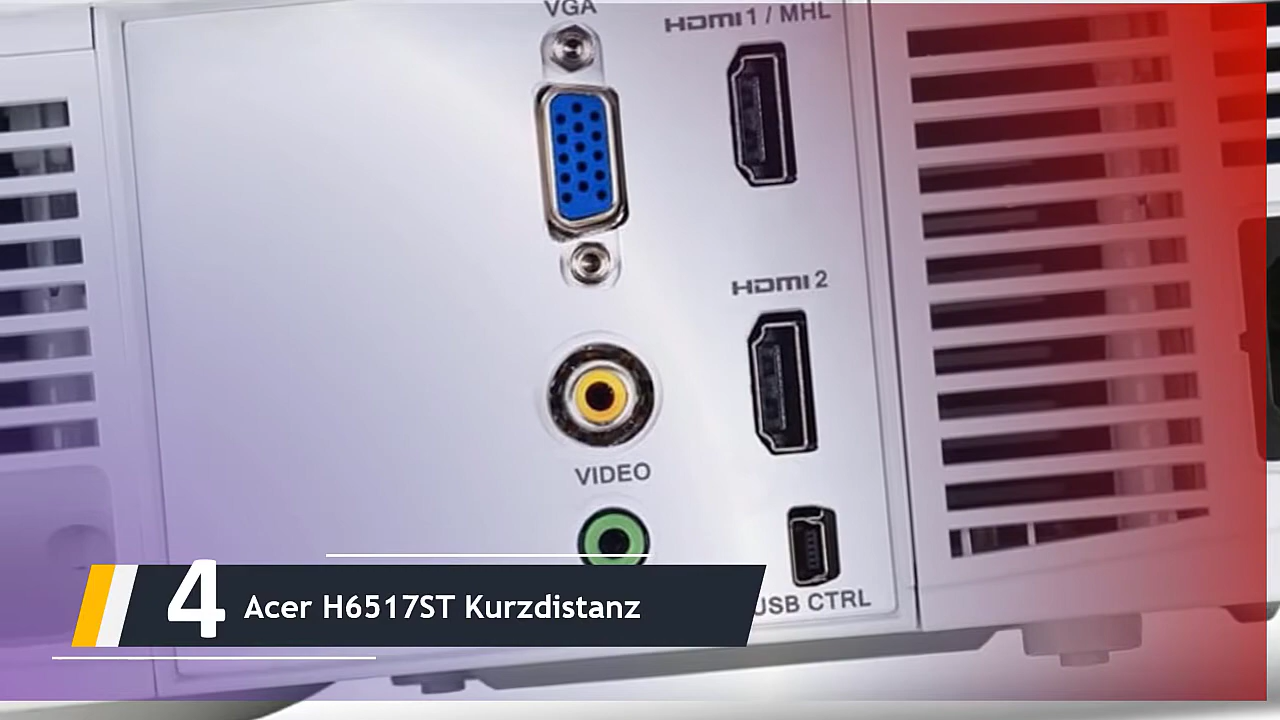 VGA
HDMI 1 / MHL
HDMI 2
VIDEO
USB CTRL
4 Acer H6517ST Kurzdistanz